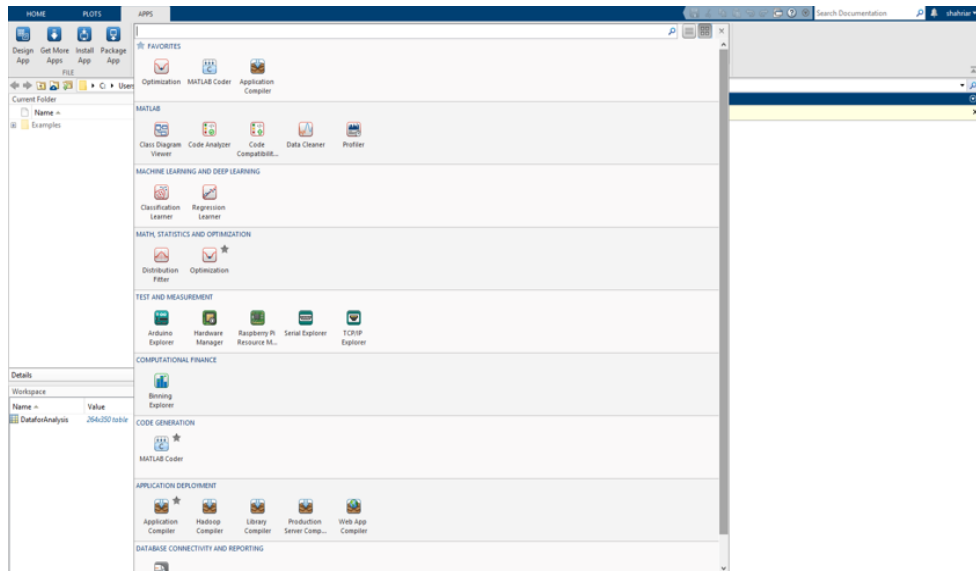 HOME PLOTS APPS
Search Documentation
shahriar
Design App
Get More Apps
Install App
Package App
FILE
C: Users
Current Folder
Name
Examples
Details
Workspace
Name Value
DataforAnalysis 264x350 table
FAVORITES
Optimization
MATLAB Coder
Application Compiler
MATLAB
Class Diagram Viewer
Code Analyzer
Code Compatibilit...
Data Cleaner
Profiler
MACHINE LEARNING AND DEEP LEARNING
Classification Learner
Regression Learner
MATH, STATISTICS AND OPTIMIZATION
Distribution Fitter
Optimization
TEST AND MEASUREMENT
Arduino Explorer
Hardware Manager
Raspberry Pi Resource M...
Serial Explorer
TCP/IP Explorer
COMPUTATIONAL FINANCE
Binning Explorer
CODE GENERATION
MATLAB Coder
APPLICATION DEPLOYMENT
Application Compiler
Hadoop Compiler
Library Compiler
Production Server Comp...
Web App Compiler
DATABASE CONNECTIVITY AND REPORTING